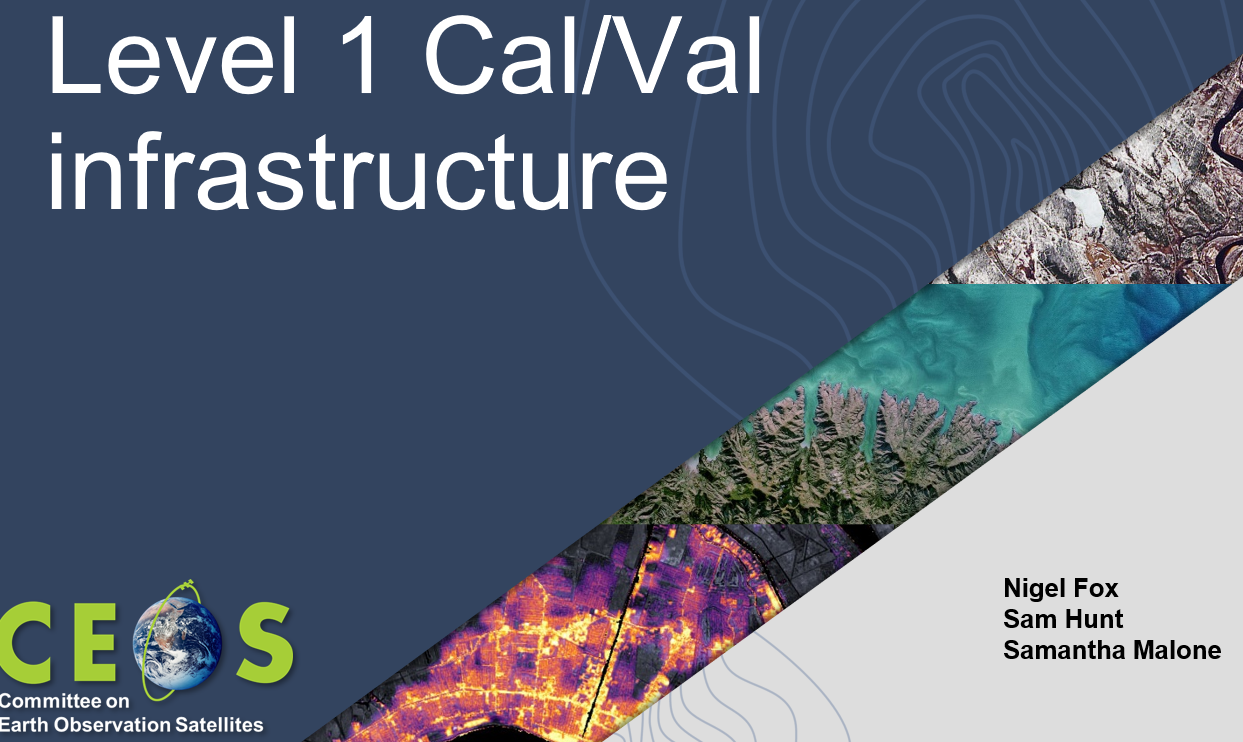 Level 1 Cal/Val
infrastructure
Nigel Fox
Sam Hunt
Samantha Malone
CEOS
Committee on
Earth Observation Satellites